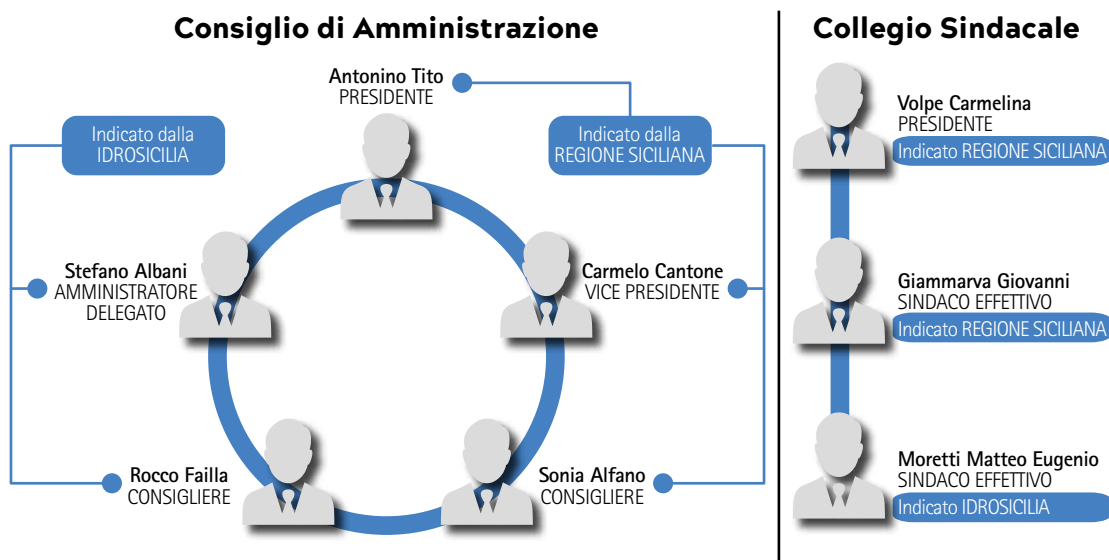 Consiglio di Amministrazione
Antonino Tito
PRESIDENTE
Indicato dalla
IDROSICILIA
Indicato dalla
REGIONE SICILIANA
Stefano Albani
AMMINISTRATORE
DELEGATO
Carmelo Cantone
VICE PRESIDENTE
Rocco Failla
CONSIGLIERE
Sonia Alfano
CONSIGLIERE
Collegio Sindacale
Volpe Carmelina
PRESIDENTE
Indicato REGIONE SICILIANA
Giammarva Giovanni
SINDACO EFFETTIVO
Indicato REGIONE SICILIANA
Moretti Matteo Eugenio
SINDACO EFFETTIVO
Indicato IDROSICILIA